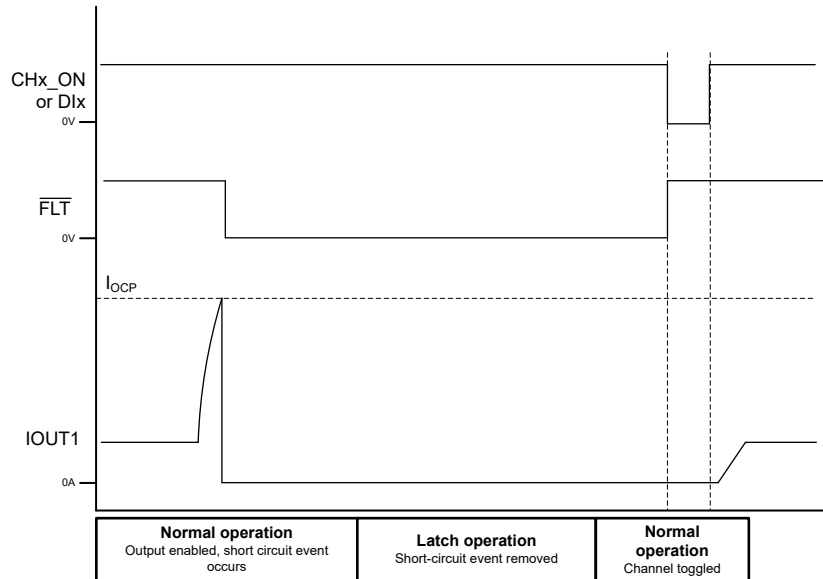 CHx_ON
or DIx
0V
FLT
0V
IOCP
IOUT1
0A
Normal operation
Output enabled, short circuit event
occurs
Latch operation
Short-circuit event removed
Normal
operation
Channel toggled